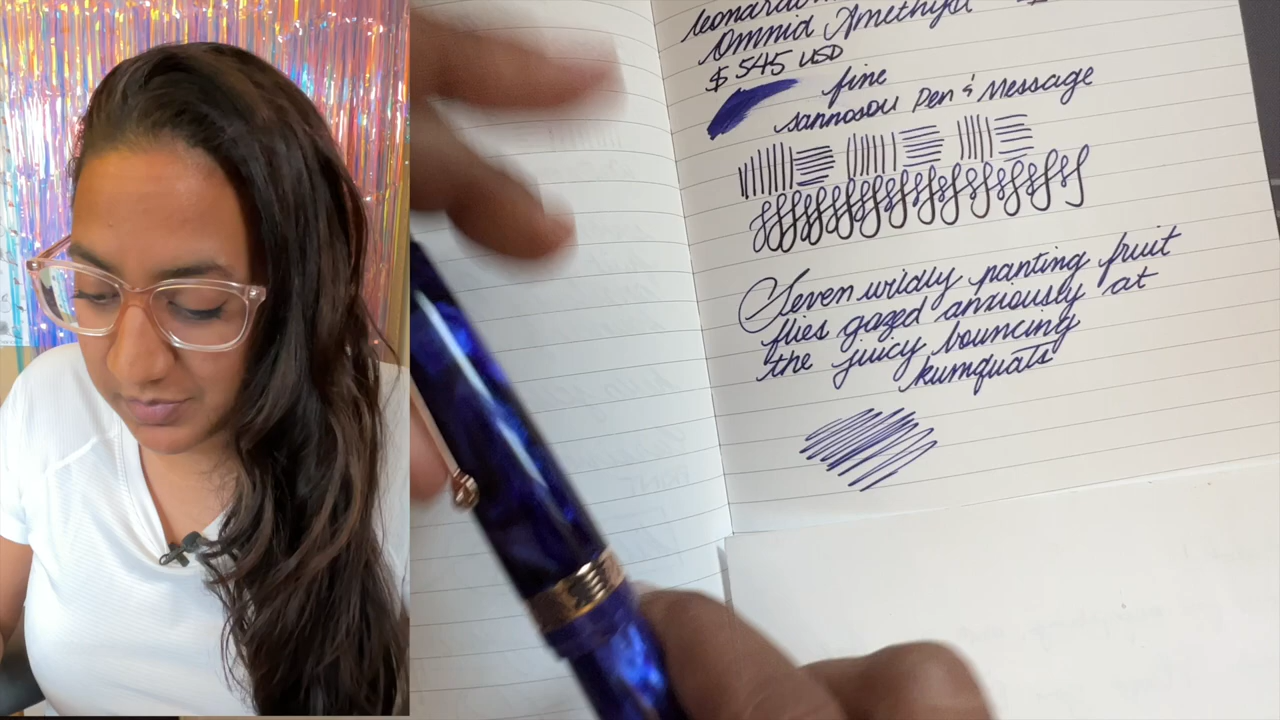 Omnia Amethyst
$545 USD
fine
sannosou Pen & Message
Seven wridly panting fruit
flies gazed anxiously at
the juicy bouncing
kumquats